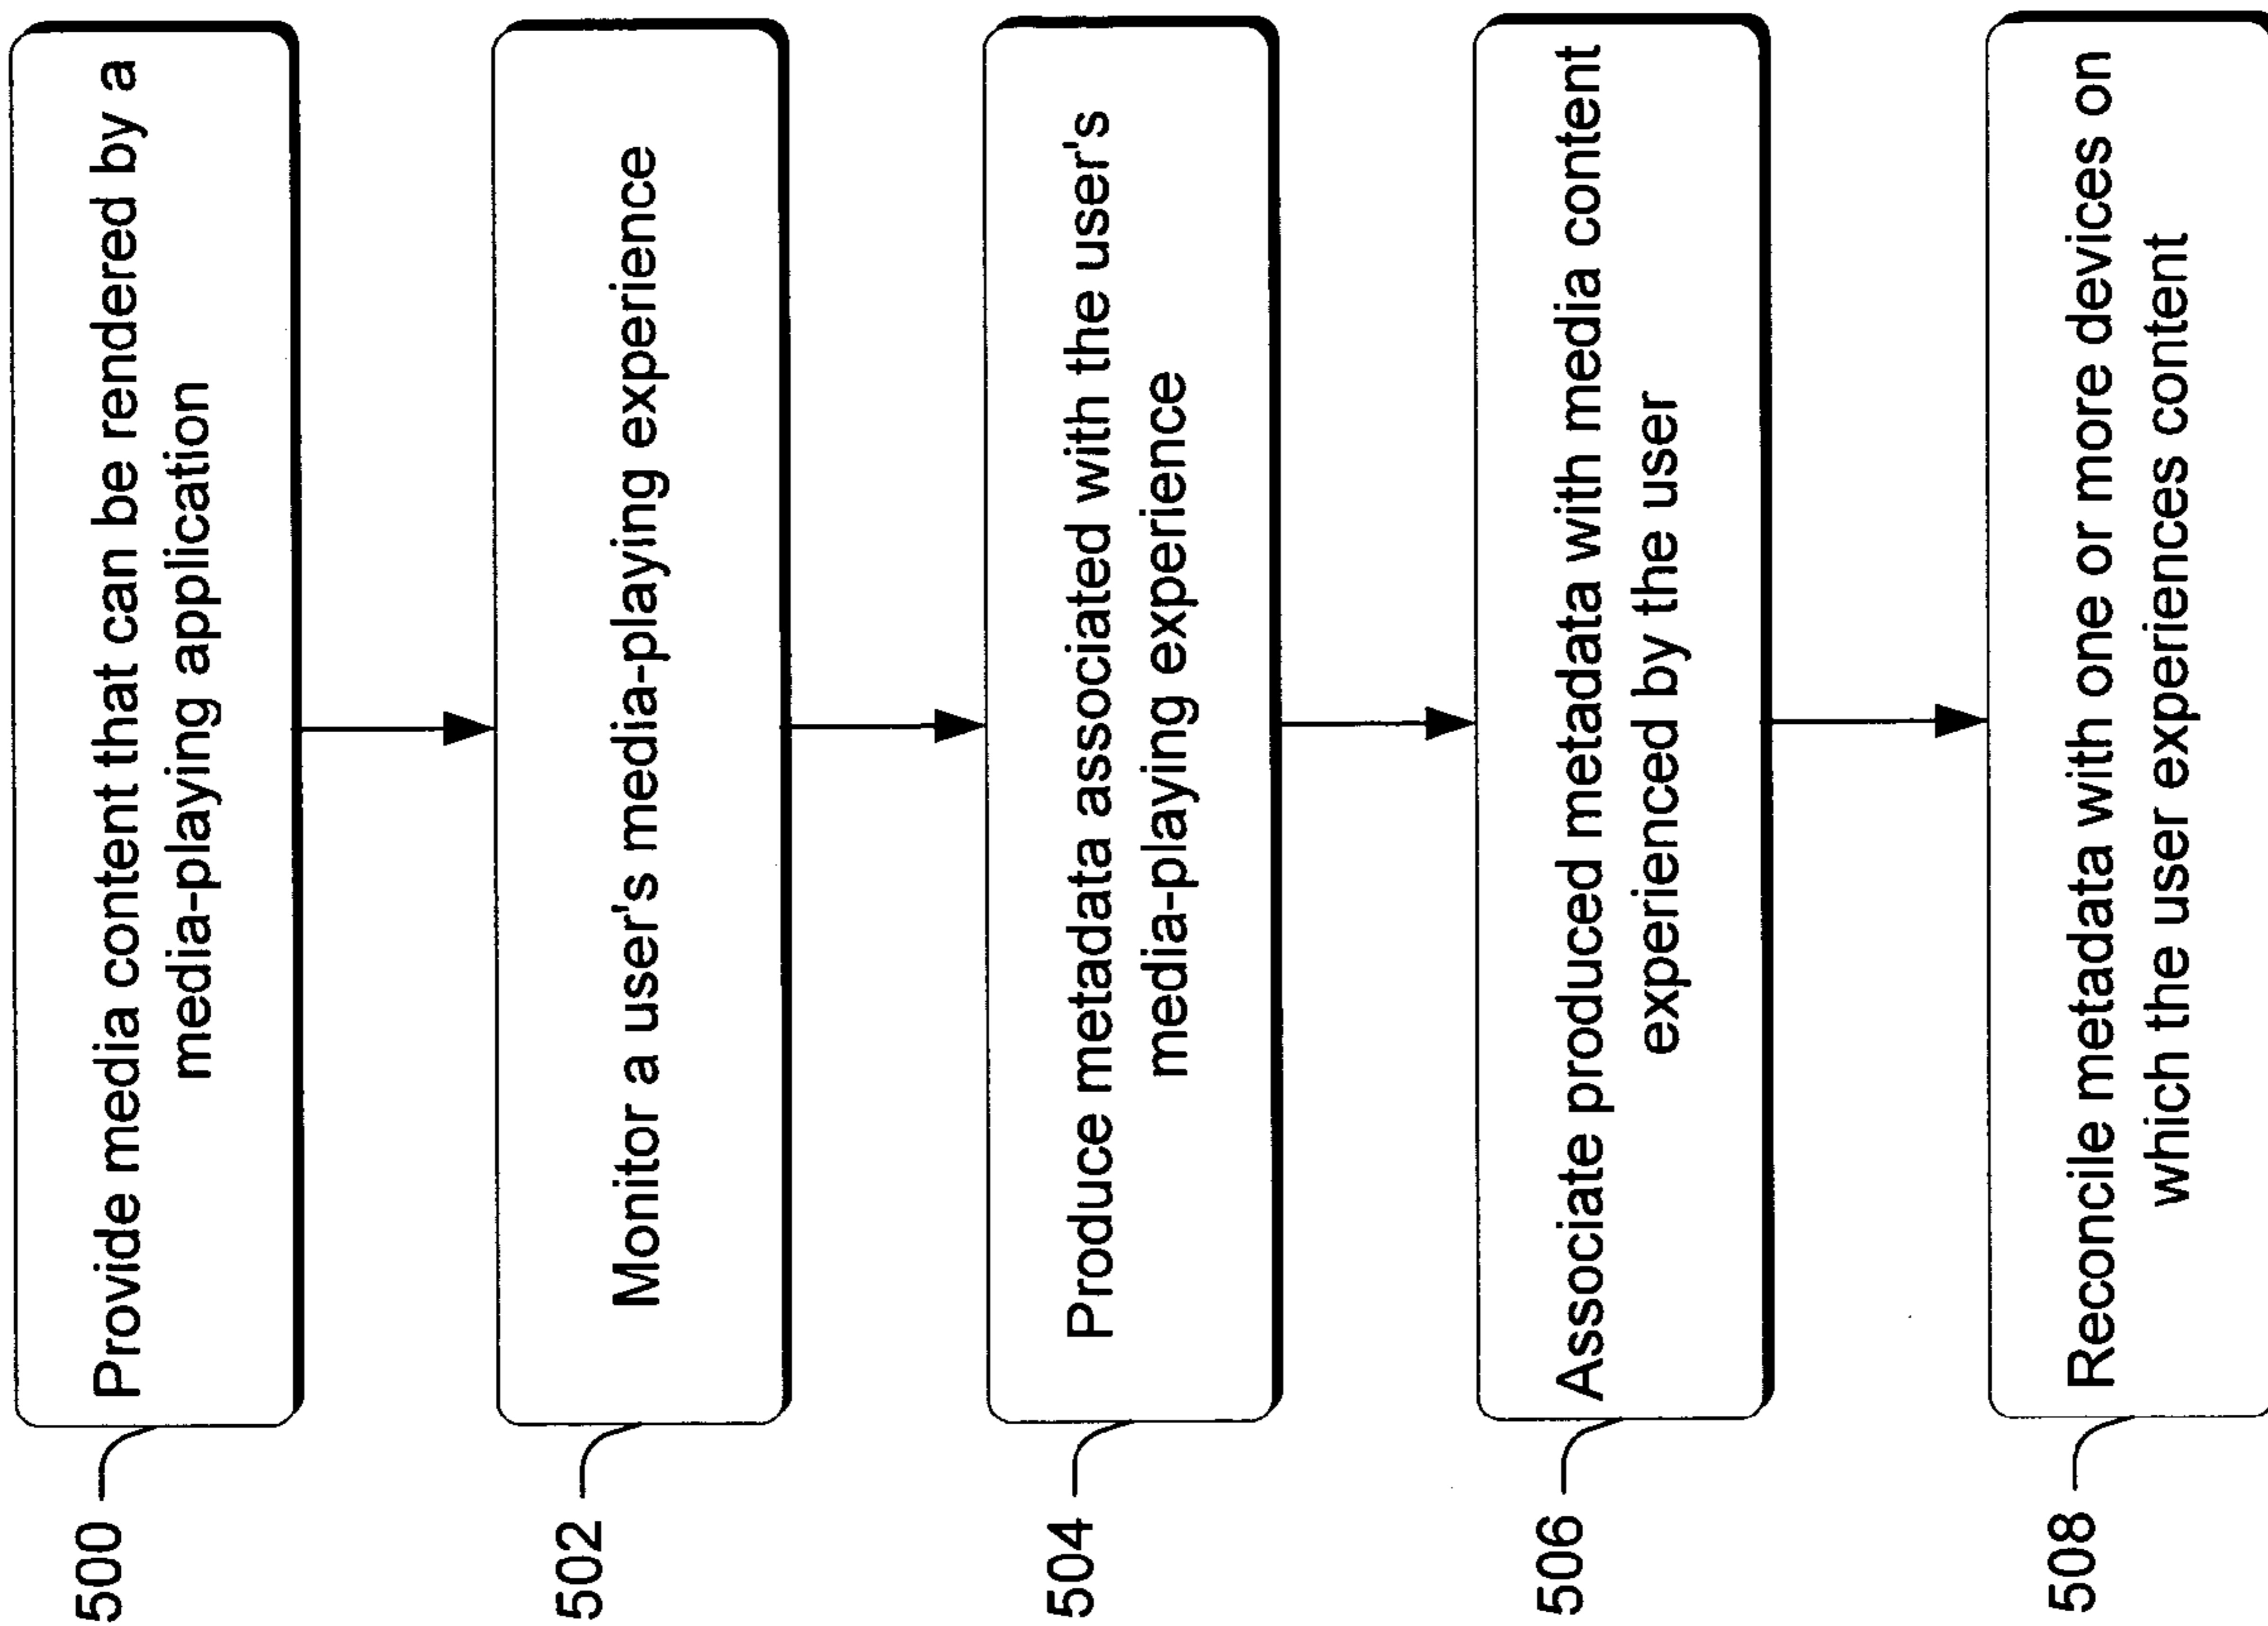 500
Provide media content that can be rendered by a
media-playing application
502
Monitor a user's media-playing experience
504
Produce metadata associated with the user's
media-playing experience
506
Associate produced metadata with media content
experienced by the user
508
Reconcile metadata with one or more devices on
which the user experiences content